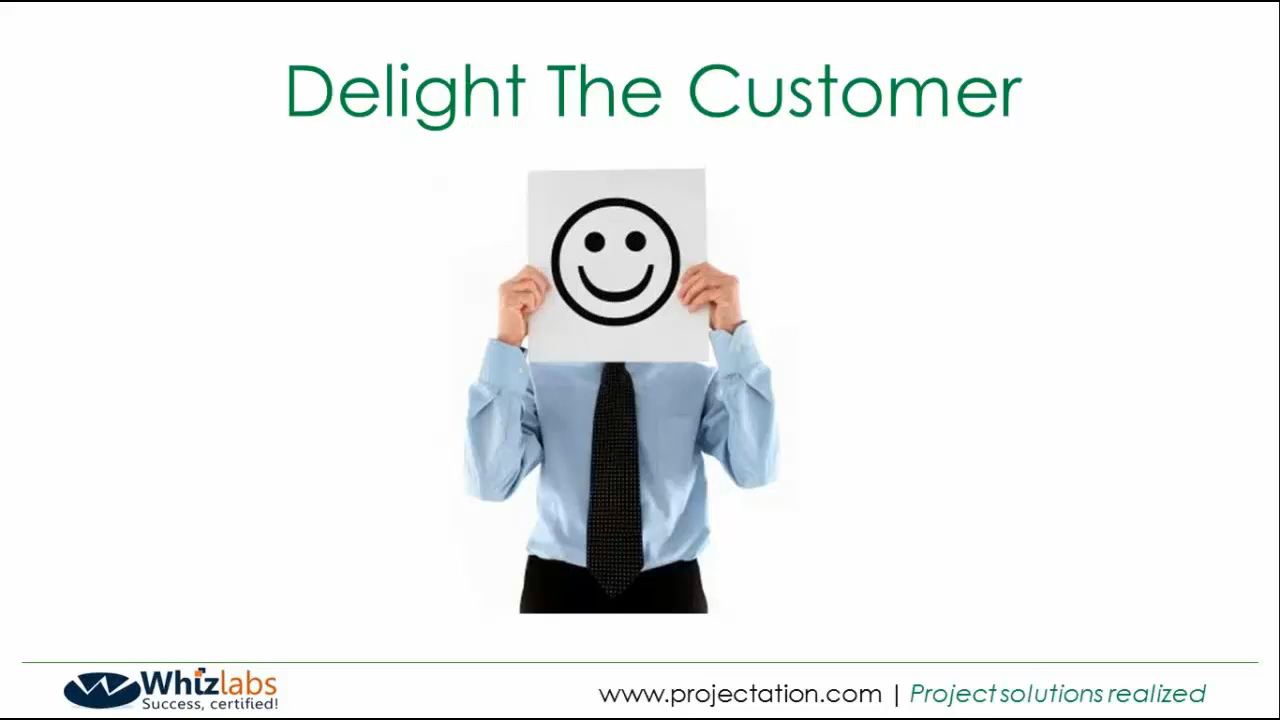 Delight The Customer
Whizlabs
Success, certified!
www.projectation.com | Project solutions realized